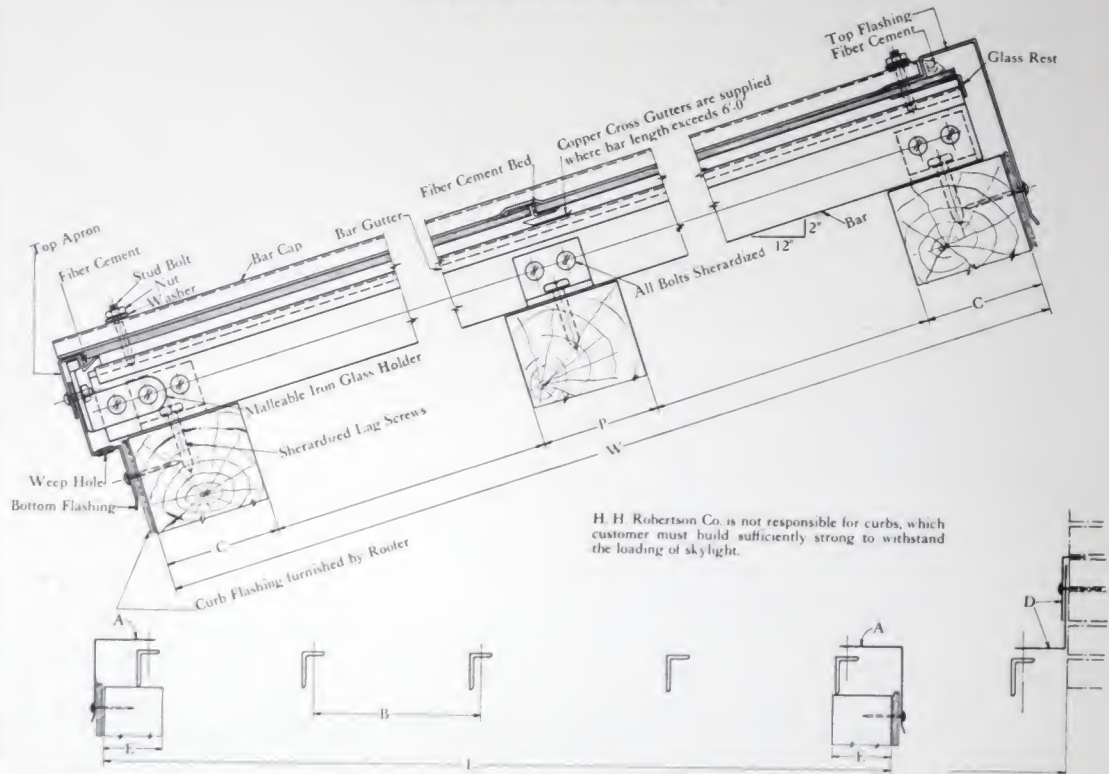 Top Flashing
Fiber Cement
Glass Rest
Copper Cross Gutters are supplied
where bar length exceeds 6'-0"
Fiber Cement Bed
Bar Gutter
Top Apron
Bar Cap
Fiber Cement
Stud Bolt
Nut
Washer
2"
12"
Bar
All Bolts Sherardized
C
Malleable Iron Glass Holder
Sherardized Lag Screws
P
W
Weep Hole
Bottom Flashing
C
H. H. Robertson Co. is not responsible for curbs, which
customer must build sufficiently strong to withstand
the loading of skylight.
Curb Flashing furnished by Roofer
A
A
D
B
E
E